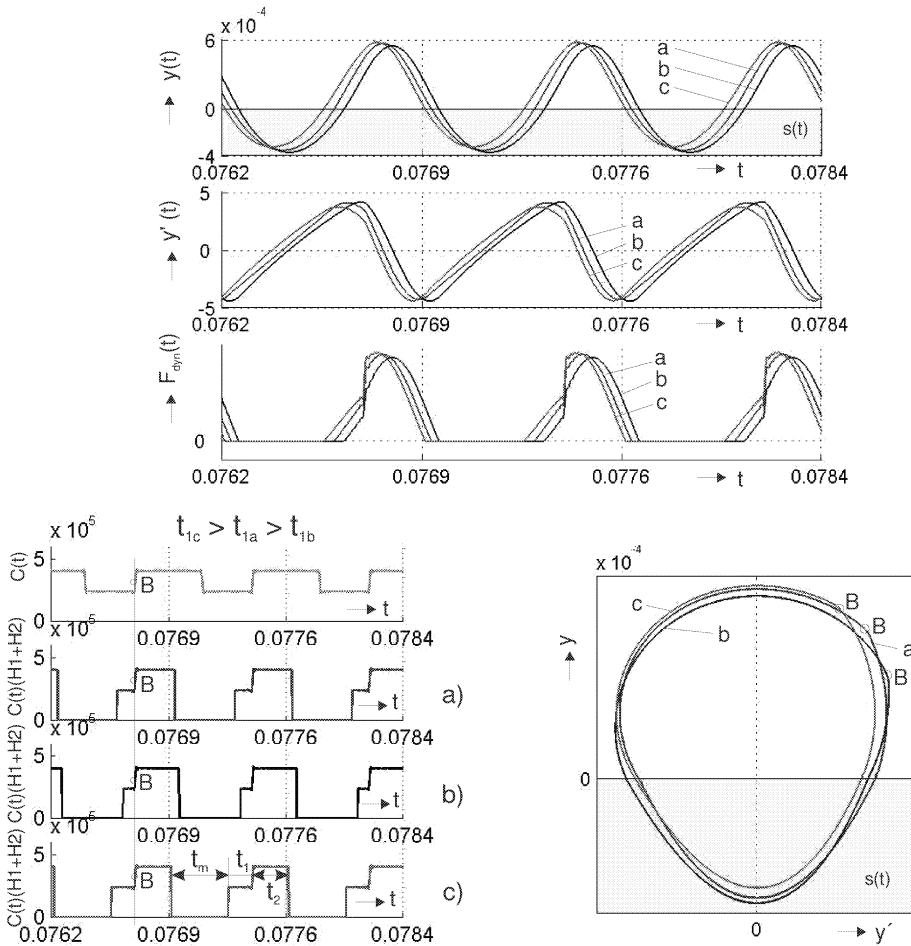 x 10⁻⁴
6
0
-4
y(t)
a
b
c
s(t)
0.0762 0.0769 0.0776 0.0784
t
5
0
-5
y' (t)
a
b
c
0.0762 0.0769 0.0776 0.0784
t
F_dyn(t)
0
a
b
c
0.0762 0.0769 0.0776 0.0784
t
x 10⁵
t_1c > t_1a > t_1b
5
0
C(t)
B
t
x 10⁵
0.0769 0.0776 0.0784
5
0
C(t)(H1+H2)
B
t
a)
x 10⁵
0.0769 0.0776 0.0784
5
0
C(t)(H1+H2)
B
t
b)
x 10⁵
0.0769 0.0776 0.0784
5
0
C(t)(H1+H2)
B
t_m
t_1
t_2
t
c)
0.0762 0.0769 0.0776 0.0784
x 10⁻⁴
y
0
c
b
B
B
a
B
s(t)
0
y´